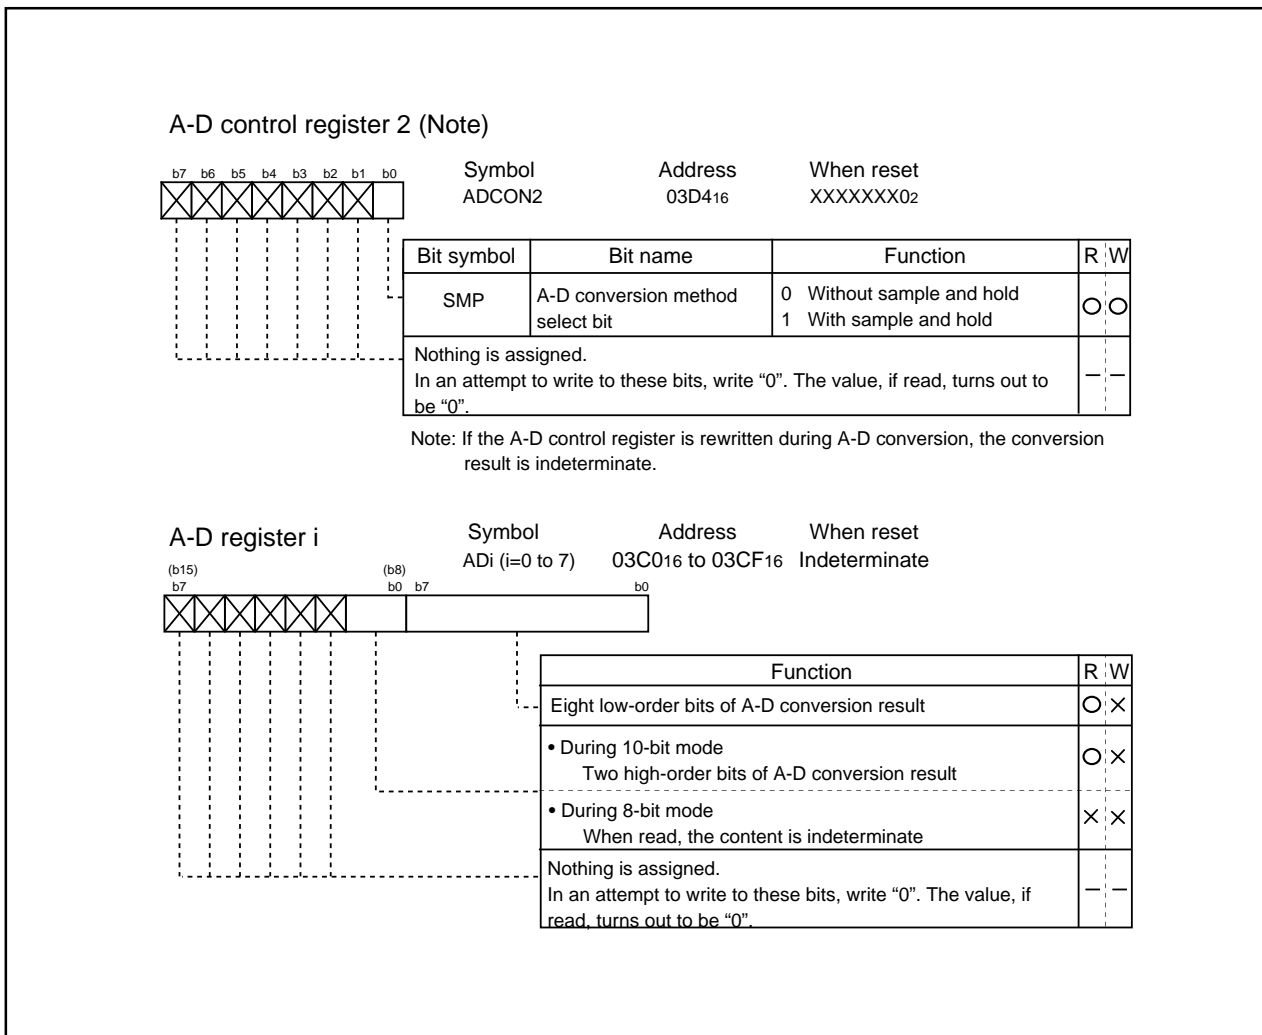 A-D control register 2 (Note)
b7 b6 b5 b4 b3 b2 b1 b0
Symbol Address When reset
ADCON2 03D416 XXXXXXX02
Bit symbol Bit name Function R W
SMP A-D conversion method select bit 0 Without sample and hold
1 With sample and hold
Nothing is assigned.
In an attempt to write to these bits, write “0”. The value, if read, turns out to
be “0”.
Note: If the A-D control register is rewritten during A-D conversion, the conversion
result is indeterminate.
A-D register i
Symbol Address When reset
ADi (i=0 to 7) 03C016 to 03CF16 Indeterminate
(b15) (b8)
b7 b0 b7 b0
Function R W
Eight low-order bits of A-D conversion result
• During 10-bit mode
Two high-order bits of A-D conversion result
• During 8-bit mode
When read, the content is indeterminate
Nothing is assigned.
In an attempt to write to these bits, write “0”. The value, if
read, turns out to be “0”.